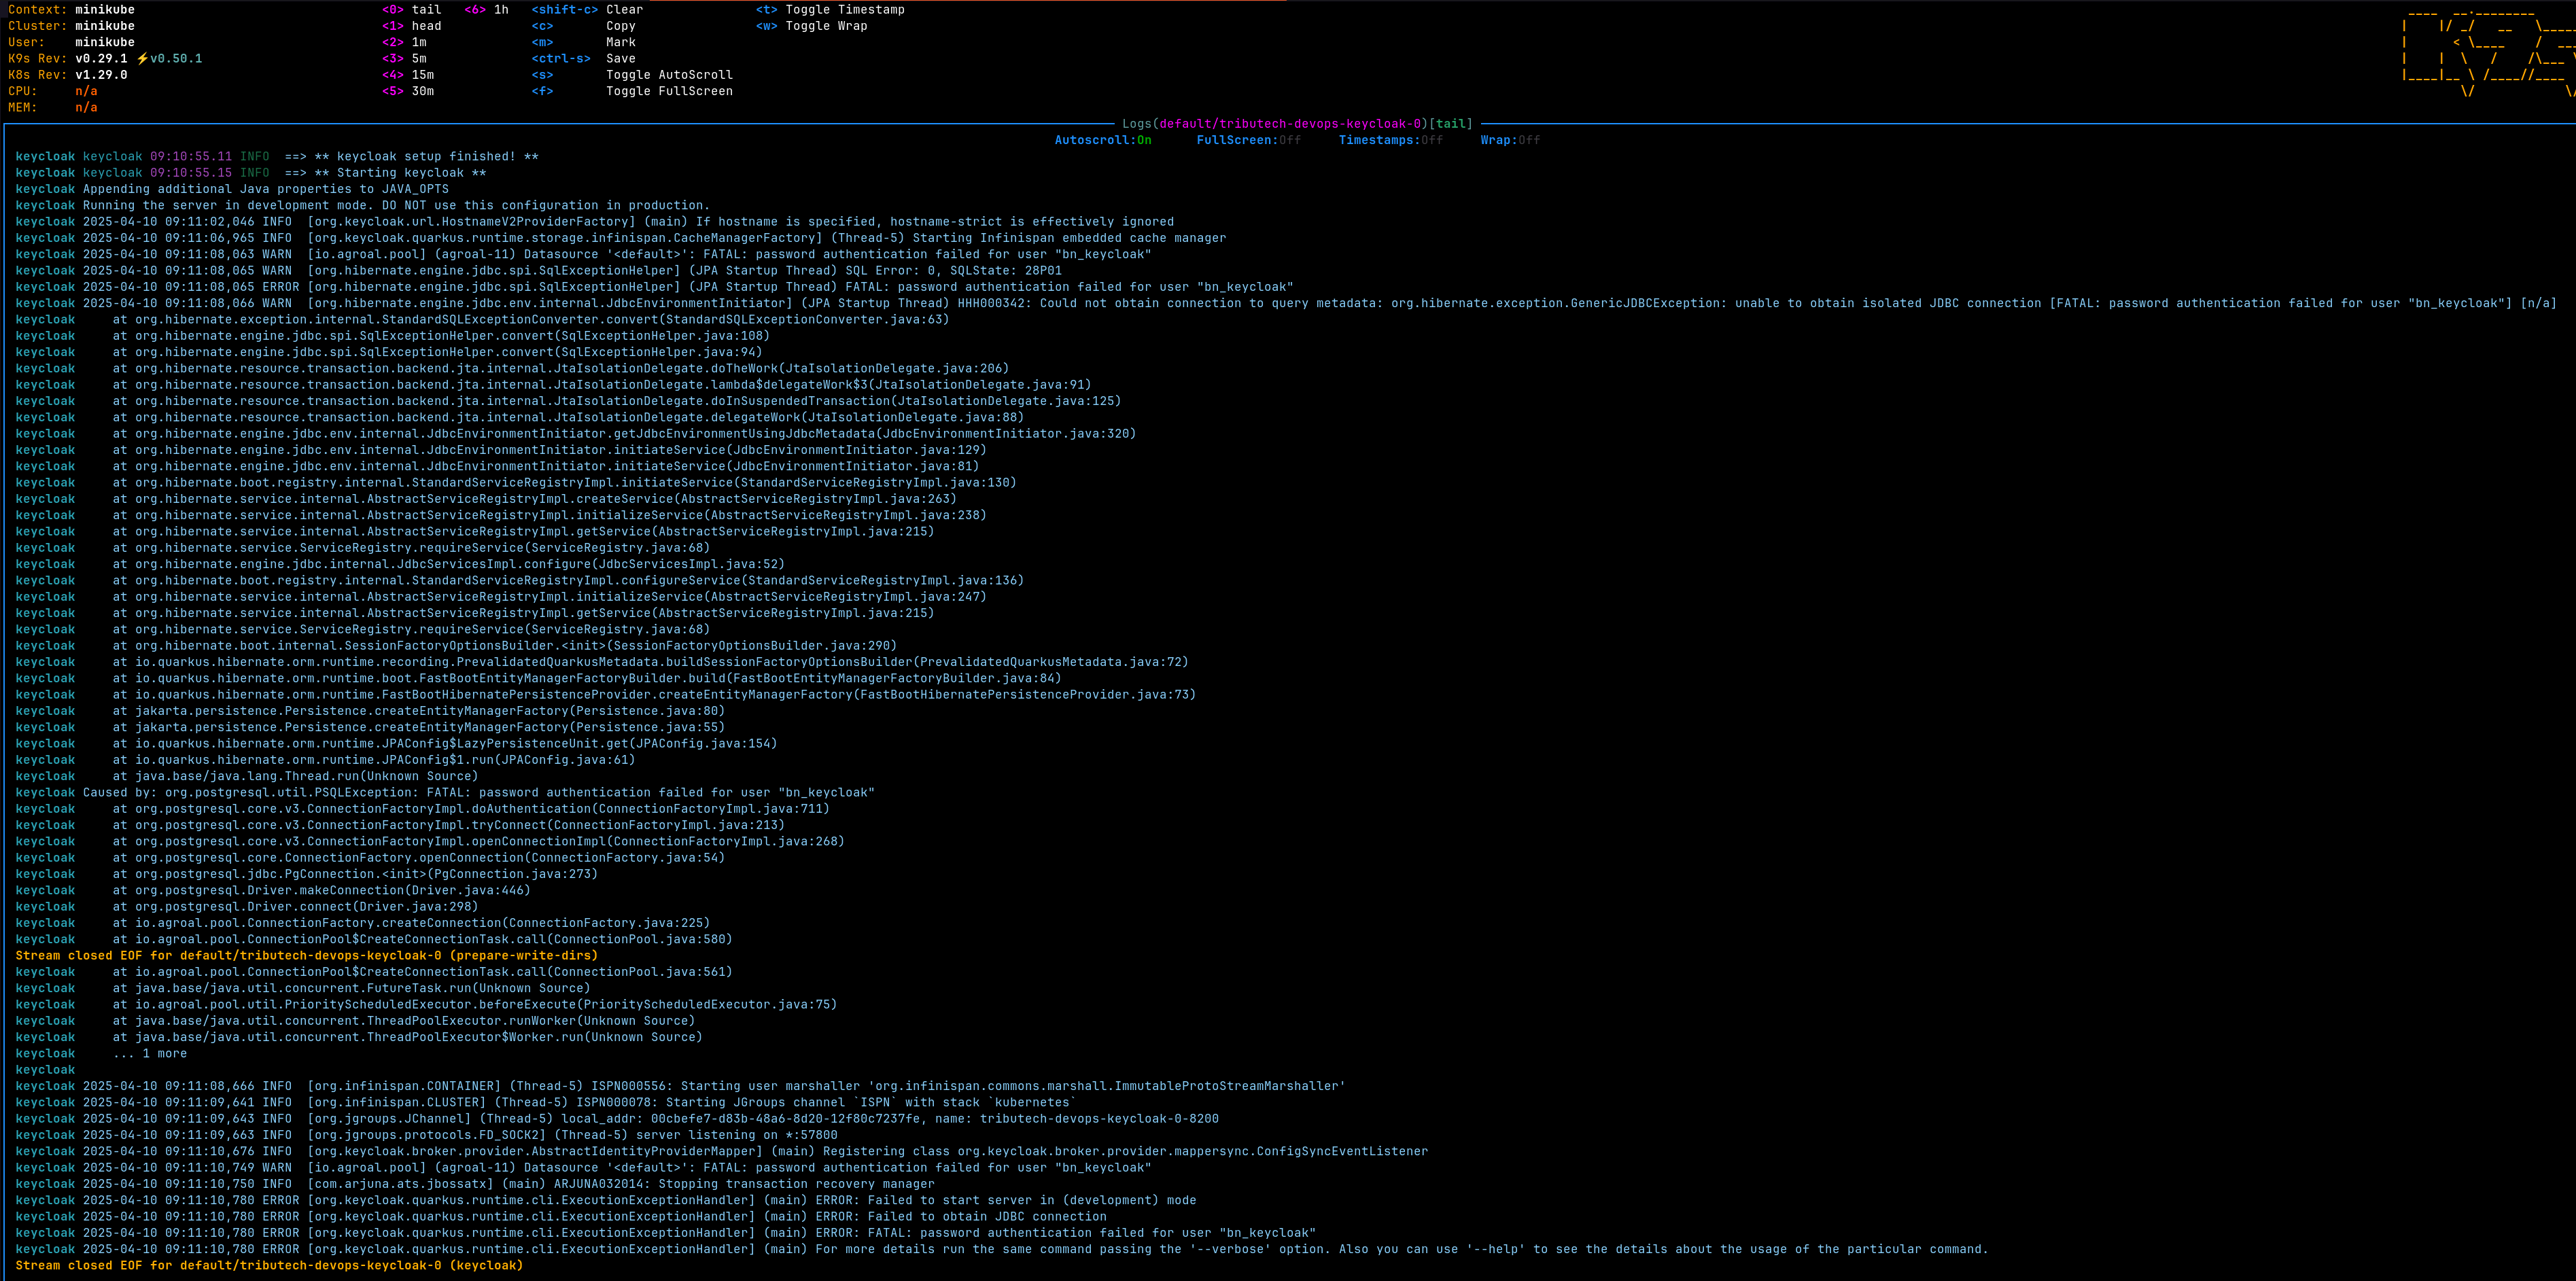 Context: minikube <0> tail <6> 1h <shift-c> Clear <t> Toggle Timestamp
Cluster: minikube <1> head <c> Copy <w> Toggle Wrap
User: minikube <2> 1m <m> Mark
K9s Rev: v0.29.1 ⚡v0.50.1 <3> 5m <ctrl-s> Save
K8s Rev: v1.29.0 <4> 15m <s> Toggle AutoScroll
CPU: n/a <5> 30m <f> Toggle FullScreen
MEM: n/a
Logs(default/tributech-devops-keycloak-0)[tail]
Autoscroll:On FullScreen:Off Timestamps:Off Wrap:Off
keycloak keycloak 09:10:55.11 INFO ==> ** keycloak setup finished! **
keycloak keycloak 09:10:55.15 INFO ==> ** Starting keycloak **
keycloak Appending additional Java properties to JAVA_OPTS
keycloak Running the server in development mode. DO NOT use this configuration in production.
keycloak 2025-04-10 09:11:02,046 INFO [org.keycloak.url.HostnameV2ProviderFactory] (main) If hostname is specified, hostname-strict is effectively ignored
keycloak 2025-04-10 09:11:06,965 INFO [org.keycloak.quarkus.runtime.storage.infinispan.CacheManagerFactory] (Thread-5) Starting Infinispan embedded cache manager
keycloak 2025-04-10 09:11:08,063 WARN [io.agroal.pool] (agroal-11) Datasource '<default>': FATAL: password authentication failed for user "bn_keycloak"
keycloak 2025-04-10 09:11:08,065 WARN [org.hibernate.engine.jdbc.spi.SqlExceptionHelper] (JPA Startup Thread) SQL Error: 0, SQLState: 28P01
keycloak 2025-04-10 09:11:08,065 ERROR [org.hibernate.engine.jdbc.spi.SqlExceptionHelper] (JPA Startup Thread) FATAL: password authentication failed for user "bn_keycloak"
keycloak 2025-04-10 09:11:08,066 WARN [org.hibernate.engine.jdbc.env.internal.JdbcEnvironmentInitiator] (JPA Startup Thread) HHH000342: Could not obtain connection to query metadata: org.hibernate.exception.GenericJDBCException: unable to obtain isolated JDBC connection [FATAL: password authentication failed for user "bn_keycloak"] [n/a]
keycloak at org.hibernate.exception.internal.StandardSQLExceptionConverter.convert(StandardSQLExceptionConverter.java:63)
keycloak at org.hibernate.engine.jdbc.spi.SqlExceptionHelper.convert(SqlExceptionHelper.java:108)
keycloak at org.hibernate.engine.jdbc.spi.SqlExceptionHelper.convert(SqlExceptionHelper.java:94)
keycloak at org.hibernate.resource.transaction.backend.jta.internal.JtaIsolationDelegate.doTheWork(JtaIsolationDelegate.java:206)
keycloak at org.hibernate.resource.transaction.backend.jta.internal.JtaIsolationDelegate.lambda$delegateWork$3(JtaIsolationDelegate.java:91)
keycloak at org.hibernate.resource.transaction.backend.jta.internal.JtaIsolationDelegate.doInSuspendedTransaction(JtaIsolationDelegate.java:125)
keycloak at org.hibernate.resource.transaction.backend.jta.internal.JtaIsolationDelegate.delegateWork(JtaIsolationDelegate.java:88)
keycloak at org.hibernate.engine.jdbc.env.internal.JdbcEnvironmentInitiator.getJdbcEnvironmentUsingJdbcMetadata(JdbcEnvironmentInitiator.java:320)
keycloak at org.hibernate.engine.jdbc.env.internal.JdbcEnvironmentInitiator.initiateService(JdbcEnvironmentInitiator.java:129)
keycloak at org.hibernate.engine.jdbc.env.internal.JdbcEnvironmentInitiator.initiateService(JdbcEnvironmentInitiator.java:81)
keycloak at org.hibernate.boot.registry.internal.StandardServiceRegistryImpl.initiateService(StandardServiceRegistryImpl.java:130)
keycloak at org.hibernate.service.internal.AbstractServiceRegistryImpl.createService(AbstractServiceRegistryImpl.java:263)
keycloak at org.hibernate.service.internal.AbstractServiceRegistryImpl.initializeService(AbstractServiceRegistryImpl.java:238)
keycloak at org.hibernate.service.internal.AbstractServiceRegistryImpl.getService(AbstractServiceRegistryImpl.java:215)
keycloak at org.hibernate.service.ServiceRegistry.requireService(ServiceRegistry.java:68)
keycloak at org.hibernate.engine.jdbc.internal.JdbcServicesImpl.configure(JdbcServicesImpl.java:52)
keycloak at org.hibernate.boot.registry.internal.StandardServiceRegistryImpl.configureService(StandardServiceRegistryImpl.java:136)
keycloak at org.hibernate.service.internal.AbstractServiceRegistryImpl.initializeService(AbstractServiceRegistryImpl.java:247)
keycloak at org.hibernate.service.internal.AbstractServiceRegistryImpl.getService(AbstractServiceRegistryImpl.java:215)
keycloak at org.hibernate.service.ServiceRegistry.requireService(ServiceRegistry.java:68)
keycloak at org.hibernate.boot.internal.SessionFactoryOptionsBuilder.<init>(SessionFactoryOptionsBuilder.java:290)
keycloak at io.quarkus.hibernate.orm.runtime.recording.PrevalidatedQuarkusMetadata.buildSessionFactoryOptionsBuilder(PrevalidatedQuarkusMetadata.java:72)
keycloak at io.quarkus.hibernate.orm.runtime.boot.FastBootEntityManagerFactoryBuilder.build(FastBootEntityManagerFactoryBuilder.java:84)
keycloak at io.quarkus.hibernate.orm.runtime.FastBootHibernatePersistenceProvider.createEntityManagerFactory(FastBootHibernatePersistenceProvider.java:73)
keycloak at jakarta.persistence.Persistence.createEntityManagerFactory(Persistence.java:80)
keycloak at jakarta.persistence.Persistence.createEntityManagerFactory(Persistence.java:55)
keycloak at io.quarkus.hibernate.orm.runtime.JPAConfig$LazyPersistenceUnit.get(JPAConfig.java:154)
keycloak at io.quarkus.hibernate.orm.runtime.JPAConfig$1.run(JPAConfig.java:61)
keycloak at java.base/java.lang.Thread.run(Unknown Source)
keycloak Caused by: org.postgresql.util.PSQLException: FATAL: password authentication failed for user "bn_keycloak"
keycloak at org.postgresql.core.v3.ConnectionFactoryImpl.doAuthentication(ConnectionFactoryImpl.java:711)
keycloak at org.postgresql.core.v3.ConnectionFactoryImpl.tryConnect(ConnectionFactoryImpl.java:213)
keycloak at org.postgresql.core.v3.ConnectionFactoryImpl.openConnectionImpl(ConnectionFactoryImpl.java:268)
keycloak at org.postgresql.core.ConnectionFactory.openConnection(ConnectionFactory.java:54)
keycloak at org.postgresql.jdbc.PgConnection.<init>(PgConnection.java:273)
keycloak at org.postgresql.Driver.makeConnection(Driver.java:446)
keycloak at org.postgresql.Driver.connect(Driver.java:298)
keycloak at io.agroal.pool.ConnectionFactory.createConnection(ConnectionFactory.java:225)
keycloak at io.agroal.pool.ConnectionPool$CreateConnectionTask.call(ConnectionPool.java:580)
Stream closed EOF for default/tributech-devops-keycloak-0 (prepare-write-dirs)
keycloak at io.agroal.pool.ConnectionPool$CreateConnectionTask.call(ConnectionPool.java:561)
keycloak at java.base/java.util.concurrent.FutureTask.run(Unknown Source)
keycloak at io.agroal.pool.util.PriorityScheduledExecutor.beforeExecute(PriorityScheduledExecutor.java:75)
keycloak at java.base/java.util.concurrent.ThreadPoolExecutor.runWorker(Unknown Source)
keycloak at java.base/java.util.concurrent.ThreadPoolExecutor$Worker.run(Unknown Source)
keycloak ... 1 more
keycloak
keycloak 2025-04-10 09:11:08,666 INFO [org.infinispan.CONTAINER] (Thread-5) ISPN000556: Starting user marshaller 'org.infinispan.commons.marshall.ImmutableProtoStreamMarshaller'
keycloak 2025-04-10 09:11:09,641 INFO [org.infinispan.CLUSTER] (Thread-5) ISPN000078: Starting JGroups channel `ISPN` with stack `kubernetes`
keycloak 2025-04-10 09:11:09,643 INFO [org.jgroups.JChannel] (Thread-5) local_addr: 00cbefe7-d83b-48a6-8d20-12f80c7237fe, name: tributech-devops-keycloak-0-8200
keycloak 2025-04-10 09:11:09,663 INFO [org.jgroups.protocols.FD_SOCK2] (Thread-5) server listening on *:57800
keycloak 2025-04-10 09:11:10,676 INFO [org.keycloak.broker.provider.AbstractIdentityProviderMapper] (main) Registering class org.keycloak.broker.provider.mappersync.ConfigSyncEventListener
keycloak 2025-04-10 09:11:10,749 WARN [io.agroal.pool] (agroal-11) Datasource '<default>': FATAL: password authentication failed for user "bn_keycloak"
keycloak 2025-04-10 09:11:10,750 INFO [com.arjuna.ats.jbossatx] (main) ARJUNA032014: Stopping transaction recovery manager
keycloak 2025-04-10 09:11:10,780 ERROR [org.keycloak.quarkus.runtime.cli.ExecutionExceptionHandler] (main) ERROR: Failed to start server in (development) mode
keycloak 2025-04-10 09:11:10,780 ERROR [org.keycloak.quarkus.runtime.cli.ExecutionExceptionHandler] (main) ERROR: Failed to obtain JDBC connection
keycloak 2025-04-10 09:11:10,780 ERROR [org.keycloak.quarkus.runtime.cli.ExecutionExceptionHandler] (main) ERROR: FATAL: password authentication failed for user "bn_keycloak"
keycloak 2025-04-10 09:11:10,780 ERROR [org.keycloak.quarkus.runtime.cli.ExecutionExceptionHandler] (main) For more details run the same command passing the '--verbose' option. Also you can use '--help' to see the details about the usage of the particular command.
Stream closed EOF for default/tributech-devops-keycloak-0 (keycloak)